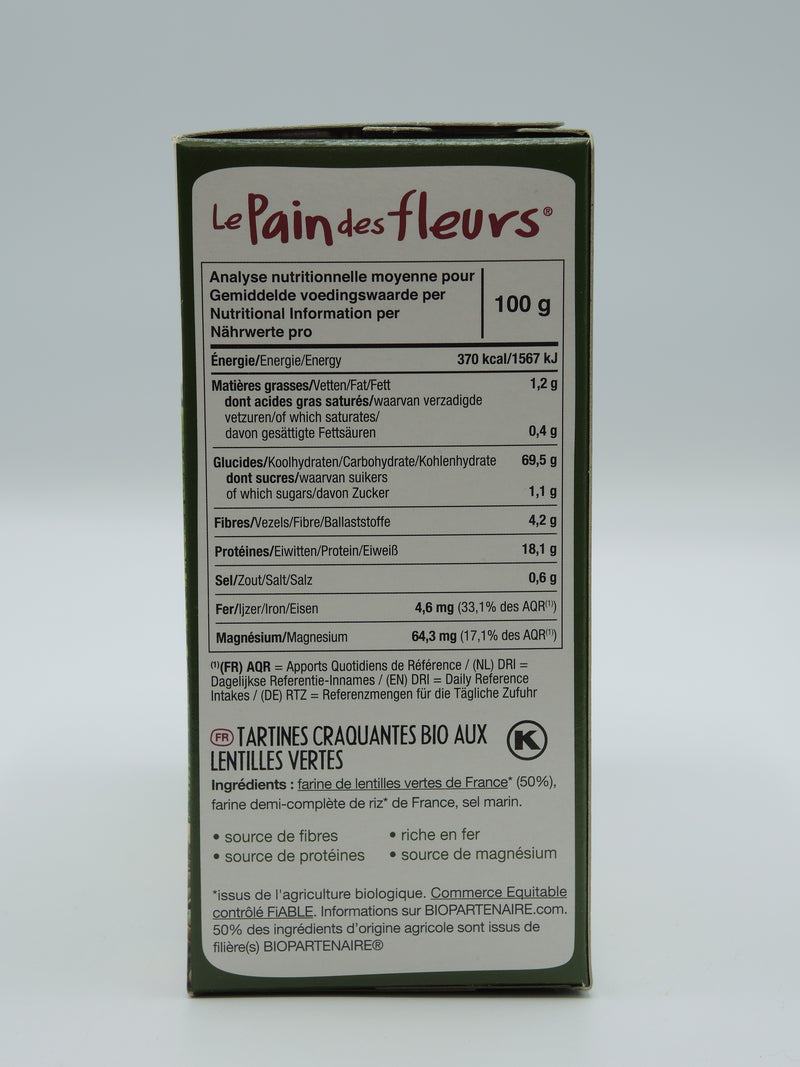 Le Pain des fleurs®
Analyse nutritionnelle moyenne pour
Gemiddelde voedingswaarde per
Nutritional Information per
Nährwerte pro
100 g
Énergie/Energie/Energy 370 kcal/1567 kJ
Matières grasses/Vetten/Fat/Fett 1,2 g
dont acides gras saturés/waarvan verzadigde
vetzuren/of which saturates/
davon gesättigte Fettsäuren 0,4 g
Glucides/Koolhydraten/Carbohydrate/Kohlenhydrate 69,5 g
dont sucres/waarvan suikers
of which sugars/davon Zucker 1,1 g
Fibres/Vezels/Fibre/Ballaststoffe 4,2 g
Protéines/Eiwitten/Protein/Eiweiß 18,1 g
Sel/Zout/Salt/Salz 0,6 g
Fer/Ijzer/Iron/Eisen 4,6 mg (33,1% des AQR(1))
Magnésium/Magnesium 64,3 mg (17,1% des AQR(1))
(1)(FR) AQR = Apports Quotidiens de Référence / (NL) DRI =
Dagelijkse Referentie-Innames / (EN) DRI = Daily Reference
Intakes / (DE) RTZ = Referenzmengen für die Tägliche Zufuhr
FR TARTINES CRAQUANTES BIO AUX
LENTILLES VERTES
K
Ingrédients : farine de lentilles vertes de France* (50%),
farine demi-complète de riz* de France, sel marin.
• source de fibres • riche en fer
• source de protéines • source de magnésium
*issus de l'agriculture biologique. Commerce Equitable
contrôlé FiABLE. Informations sur BIOPARTENAIRE.com.
50% des ingrédients d'origine agricole sont issus de
filière(s) BIOPARTENAIRE®